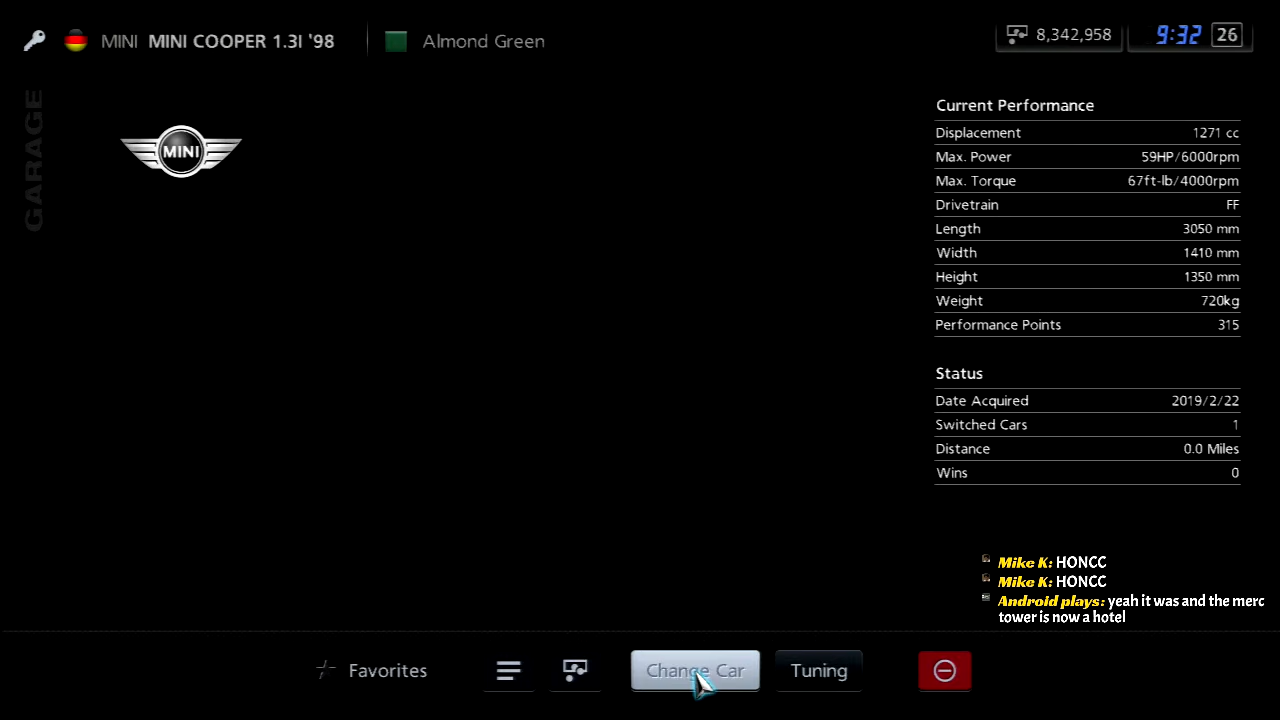 MINI MINI COOPER 1.3I '98
Almond Green
8,342,958
9:32 26
GARAGE
MINI
Current Performance
Displacement 1271 cc
Max. Power 59HP/6000rpm
Max. Torque 67ft-lb/4000rpm
Drivetrain FF
Length 3050 mm
Width 1410 mm
Height 1350 mm
Weight 720kg
Performance Points 315
Status
Date Acquired 2019/2/22
Switched Cars 1
Distance 0.0 Miles
Wins 0
Mike K: HONCC
Mike K: HONCC
Android plays: yeah it was and the merc
tower is now a hotel
Favorites
Change Car
Tuning